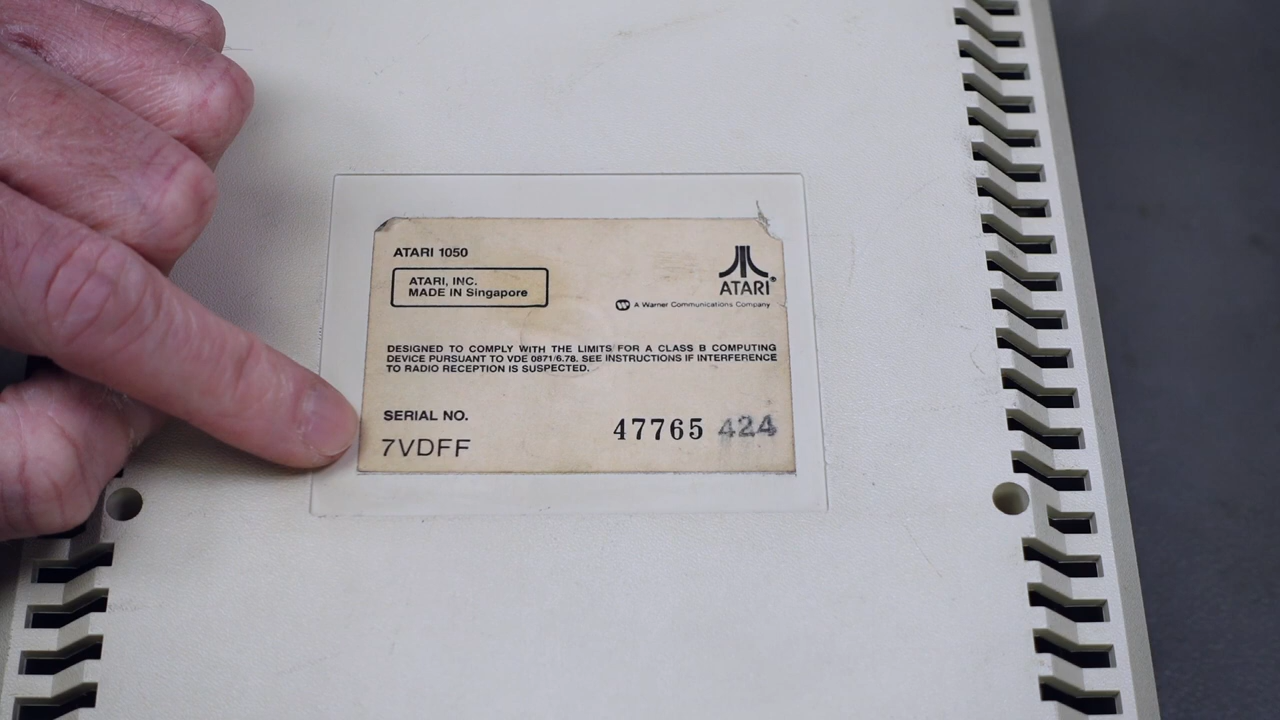 ATARI 1050
ATARI, INC.
MADE IN Singapore
ATARI®
W A Warner Communications Company
DESIGNED TO COMPLY WITH THE LIMITS FOR A CLASS B COMPUTING
DEVICE PURSUANT TO VDE 0871/6.78. SEE INSTRUCTIONS IF INTERFERENCE
TO RADIO RECEPTION IS SUSPECTED.
SERIAL NO.
7VDFF
47765 424